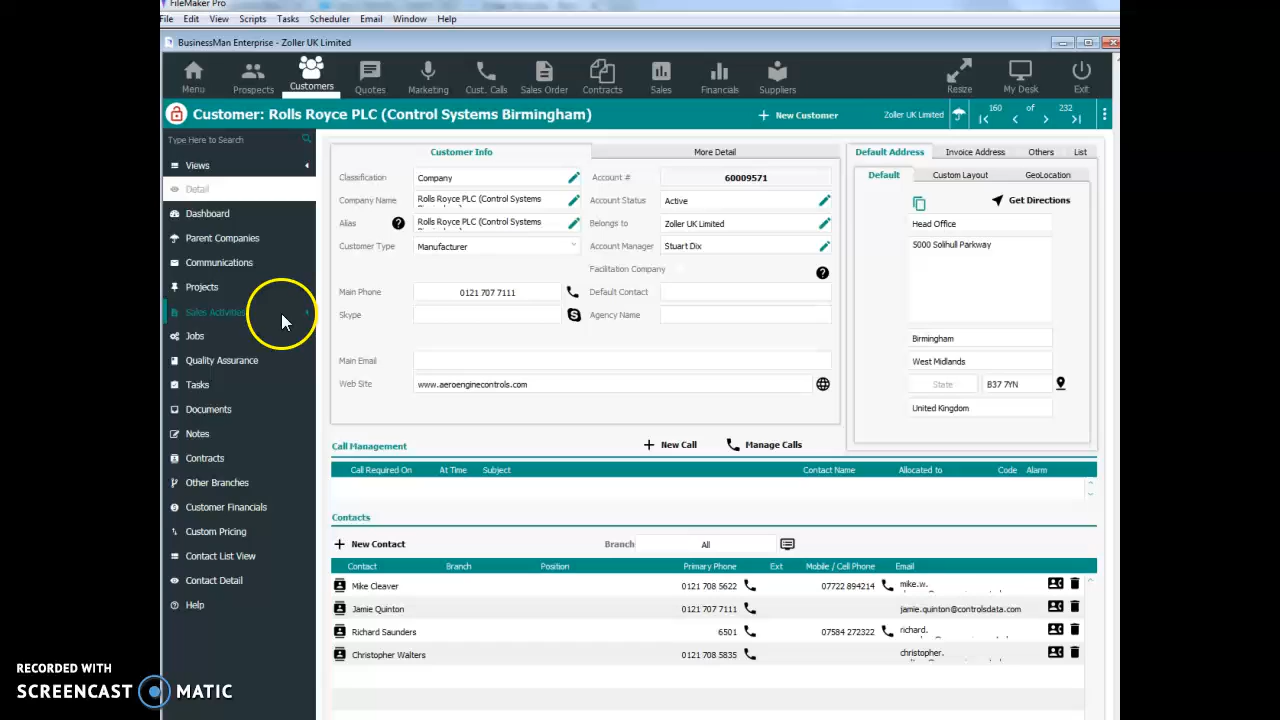 FileMaker Pro
File Edit View Scripts Tasks Scheduler Email Window Help
BusinessMan Enterprise - Zoller UK Limited
Menu Prospects Customers Quotes Marketing Cust. Calls Sales Order Contracts Sales Financials Suppliers Resize My Desk Exit
Customer: Rolls Royce PLC (Control Systems Birmingham)
New Customer
Zoller UK Limited
160 of 232
Type Here to Search
Views
Detail
Dashboard
Parent Companies
Communications
Projects
Sales Activities
Jobs
Quality Assurance
Tasks
Documents
Notes
Contracts
Other Branches
Customer Financials
Custom Pricing
Contact List View
Contact Detail
Help
Customer Info More Detail
Classification Company Account # 60009571
Company Name Rolls Royce PLC (Control Systems Account Status Active
Alias ? Rolls Royce PLC (Control Systems Belongs to Zoller UK Limited
Customer Type Manufacturer Account Manager Stuart Dix
Facilitation Company ?
Main Phone 0121 707 7111 Default Contact
Skype Agency Name
Main Email
Web Site www.aeroenginecontrols.com
Default Address Invoice Address Others List
Default Custom Layout GeoLocation
Get Directions
Head Office
5000 Solihull Parkway
Birmingham
West Midlands
State B37 7YN
United Kingdom
Call Management New Call Manage Calls
Call Required On At Time Subject Contact Name Allocated to Code Alarm
Contacts
New Contact Branch All
Contact Branch Position Primary Phone Ext Mobile / Cell Phone Email
Mike Cleaver 0121 708 5622 07722 894214 mike.w.
Jamie Quinton 0121 707 7111 jamie.quinton@controlsdata.com
Richard Saunders 6501 07584 272322 richard.
Christopher Walters 0121 708 5835 christopher.
RECORDED WITH
SCREENCAST MATIC